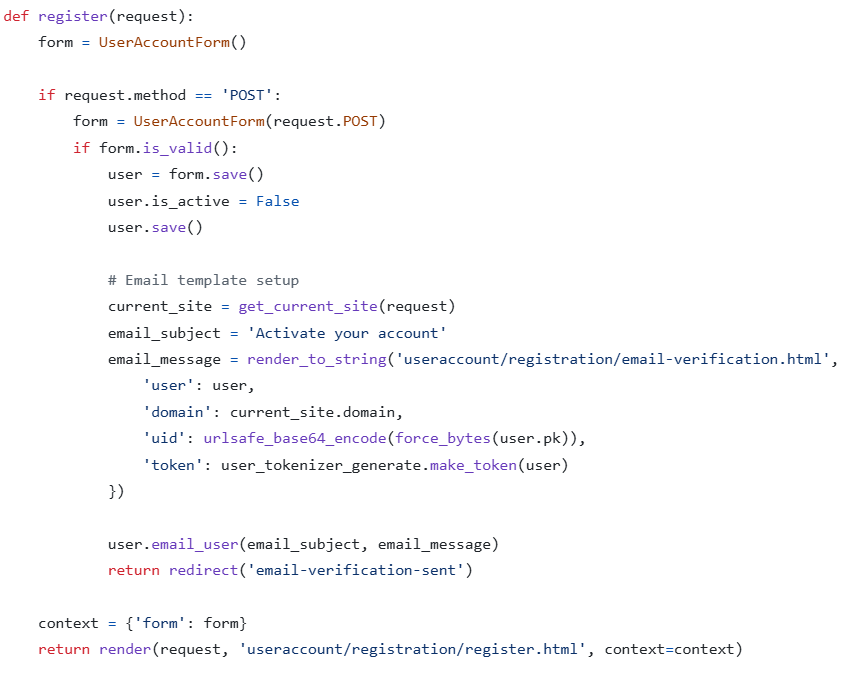 def register(request):
    form = UserAccountForm()

    if request.method == 'POST':
        form = UserAccountForm(request.POST)
        if form.is_valid():
            user = form.save()
            user.is_active = False
            user.save()

            # Email template setup
            current_site = get_current_site(request)
            email_subject = 'Activate your account'
            email_message = render_to_string('useraccount/registration/email-verification.html',
                'user': user,
                'domain': current_site.domain,
                'uid': urlsafe_base64_encode(force_bytes(user.pk)),
                'token': user_tokenizer_generate.make_token(user)
            })

            user.email_user(email_subject, email_message)
            return redirect('email-verification-sent')

    context = {'form': form}
    return render(request, 'useraccount/registration/register.html', context=context)